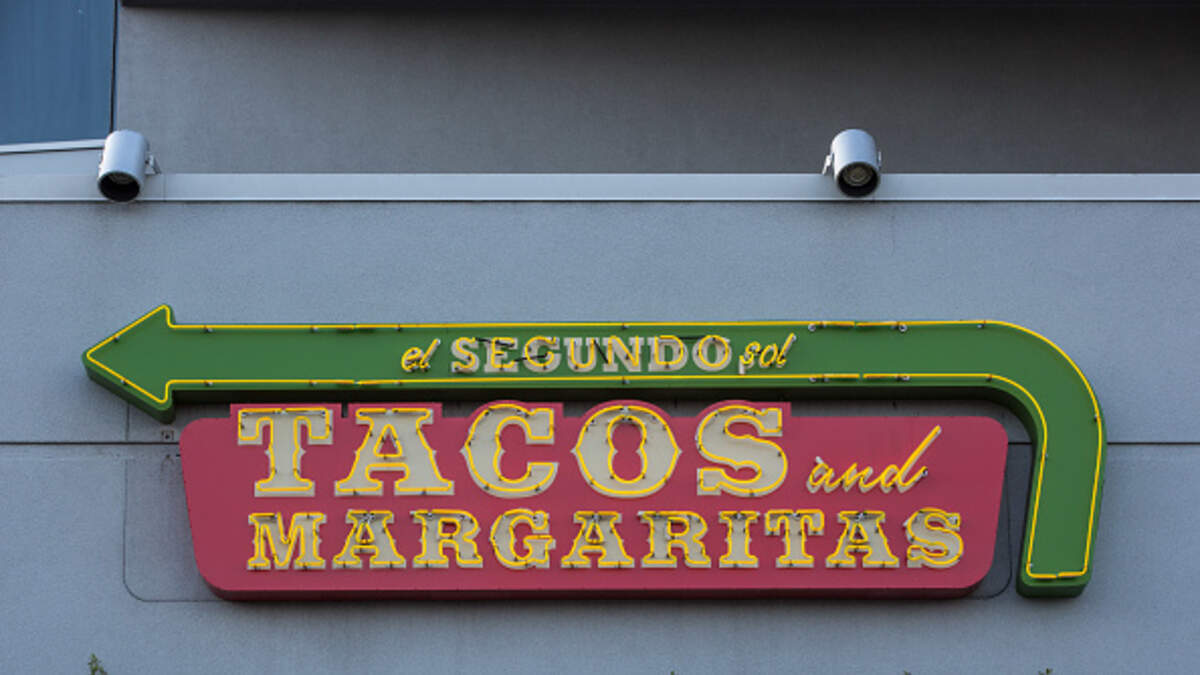 el SEGUNDO sol
TACOS and
MARGARITAS